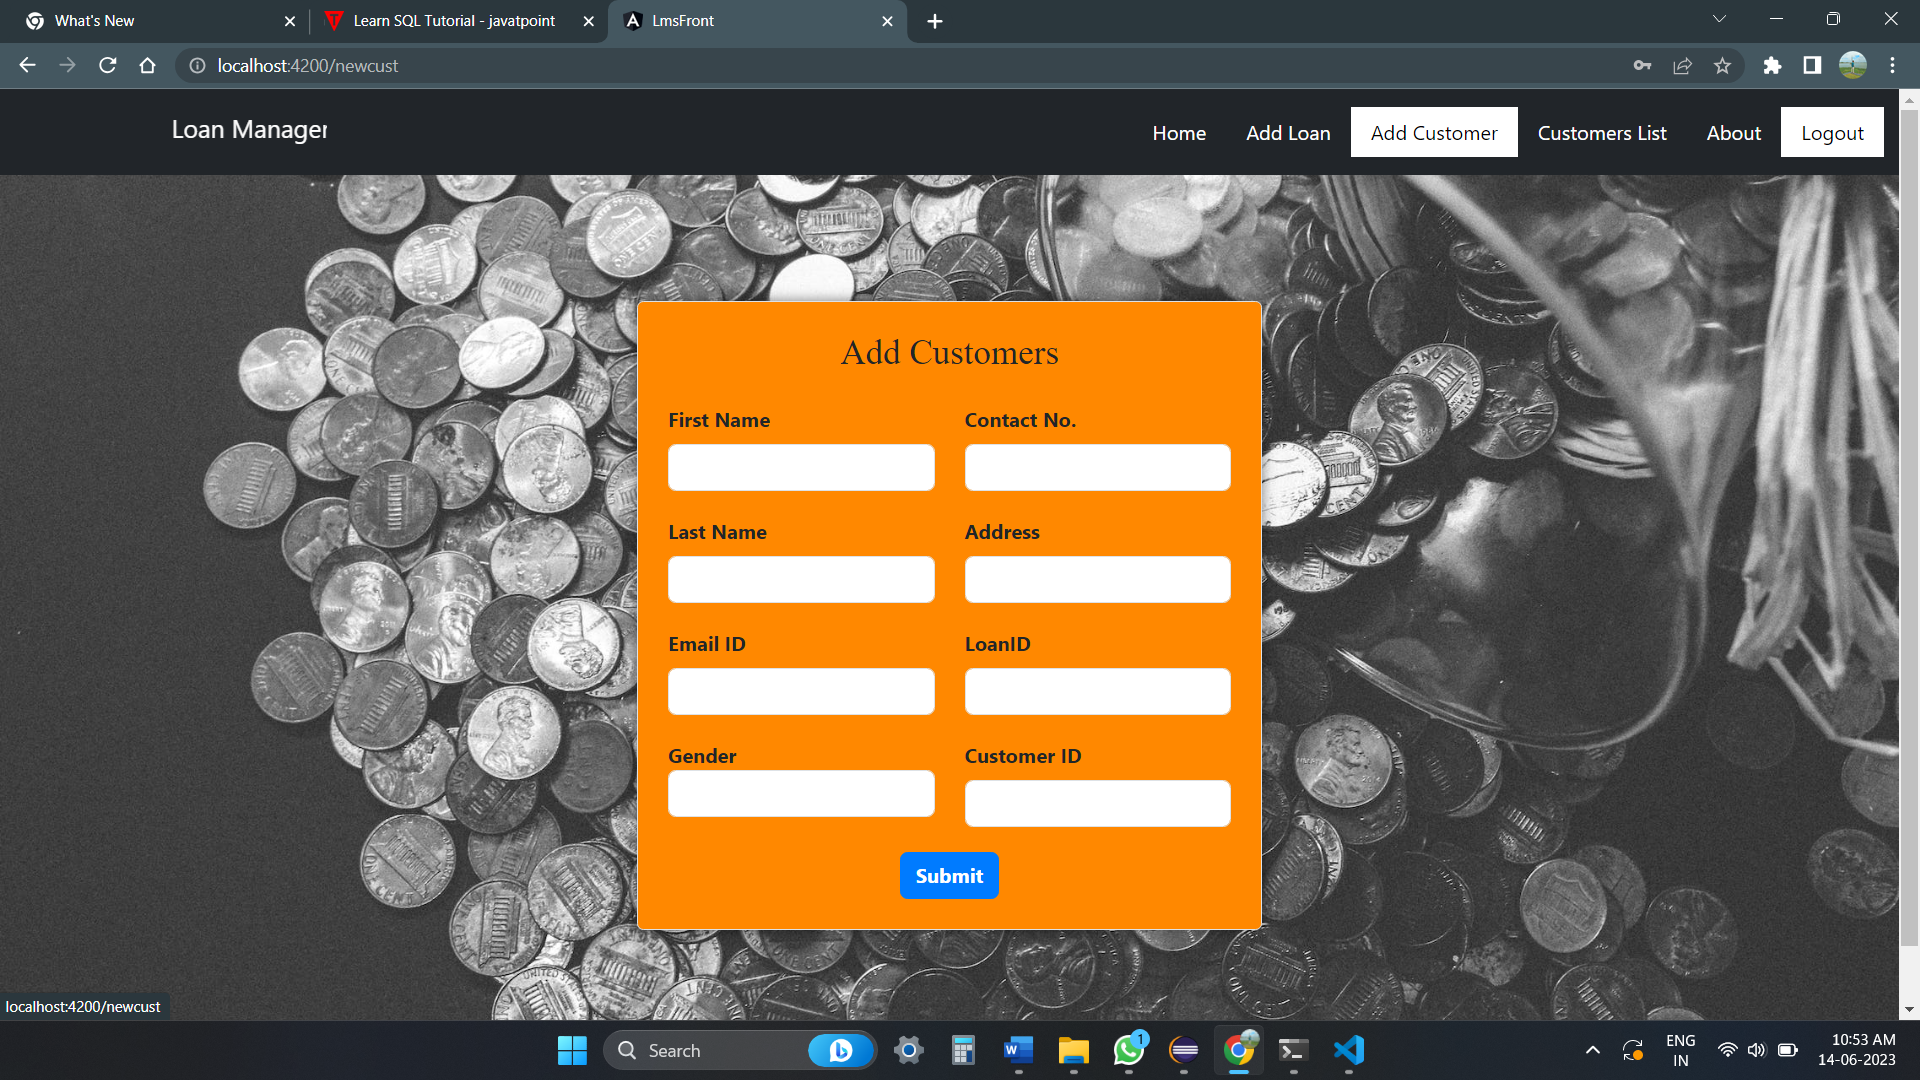 What's New
Learn SQL Tutorial - javatpoint
LmsFront
localhost:4200/newcust
Loan Manager
Home
Add Loan
Add Customer
Customers List
About
Logout
Add Customers
First Name
Contact No.
Last Name
Address
Email ID
LoanID
Gender
Customer ID
Submit
localhost:4200/newcust
Search
1
ENG
IN
10:53 AM
14-06-2023